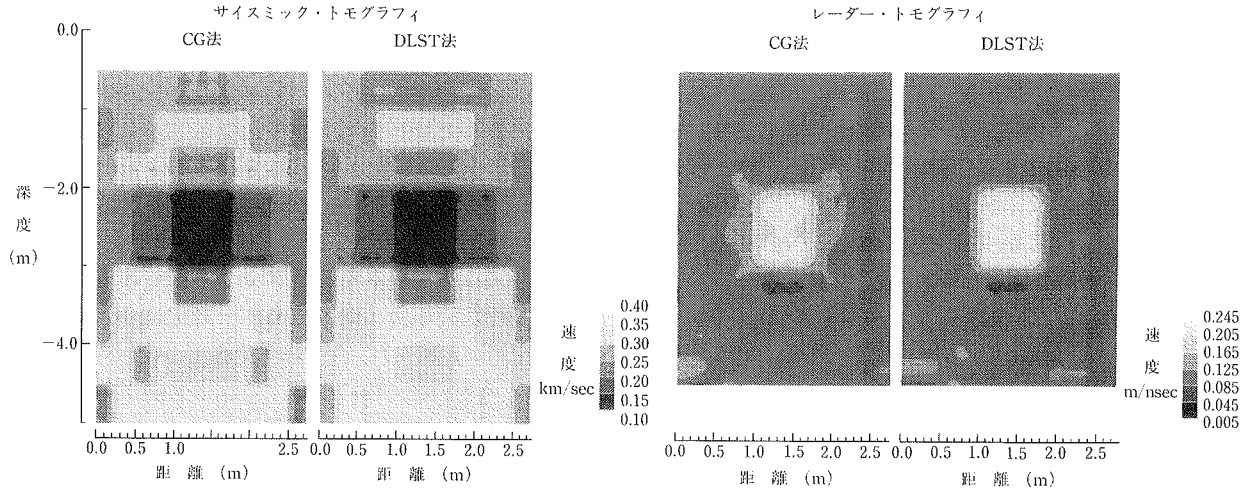 サイスミック・トモグラフィ
CG法
DLST法
0.0
-2.0
-4.0
深度(m)
0.40
0.35
0.30
0.25
0.20
0.15
0.10
速度 km/sec
0.0 0.5 1.0 2.5
距 離 (m)
0.0 0.5 1.0 2.5
距 離 (m)
レーダー・トモグラフィ
CG法
DLST法
0.245
0.205
0.165
0.125
0.085
0.045
0.005
速度 m/nsec
0.0 0.5 1.0 1.5 2.0 2.5
距 離 (m)
0.0 0.5 1.0 1.5 2.0 2.5
距 離 (m)